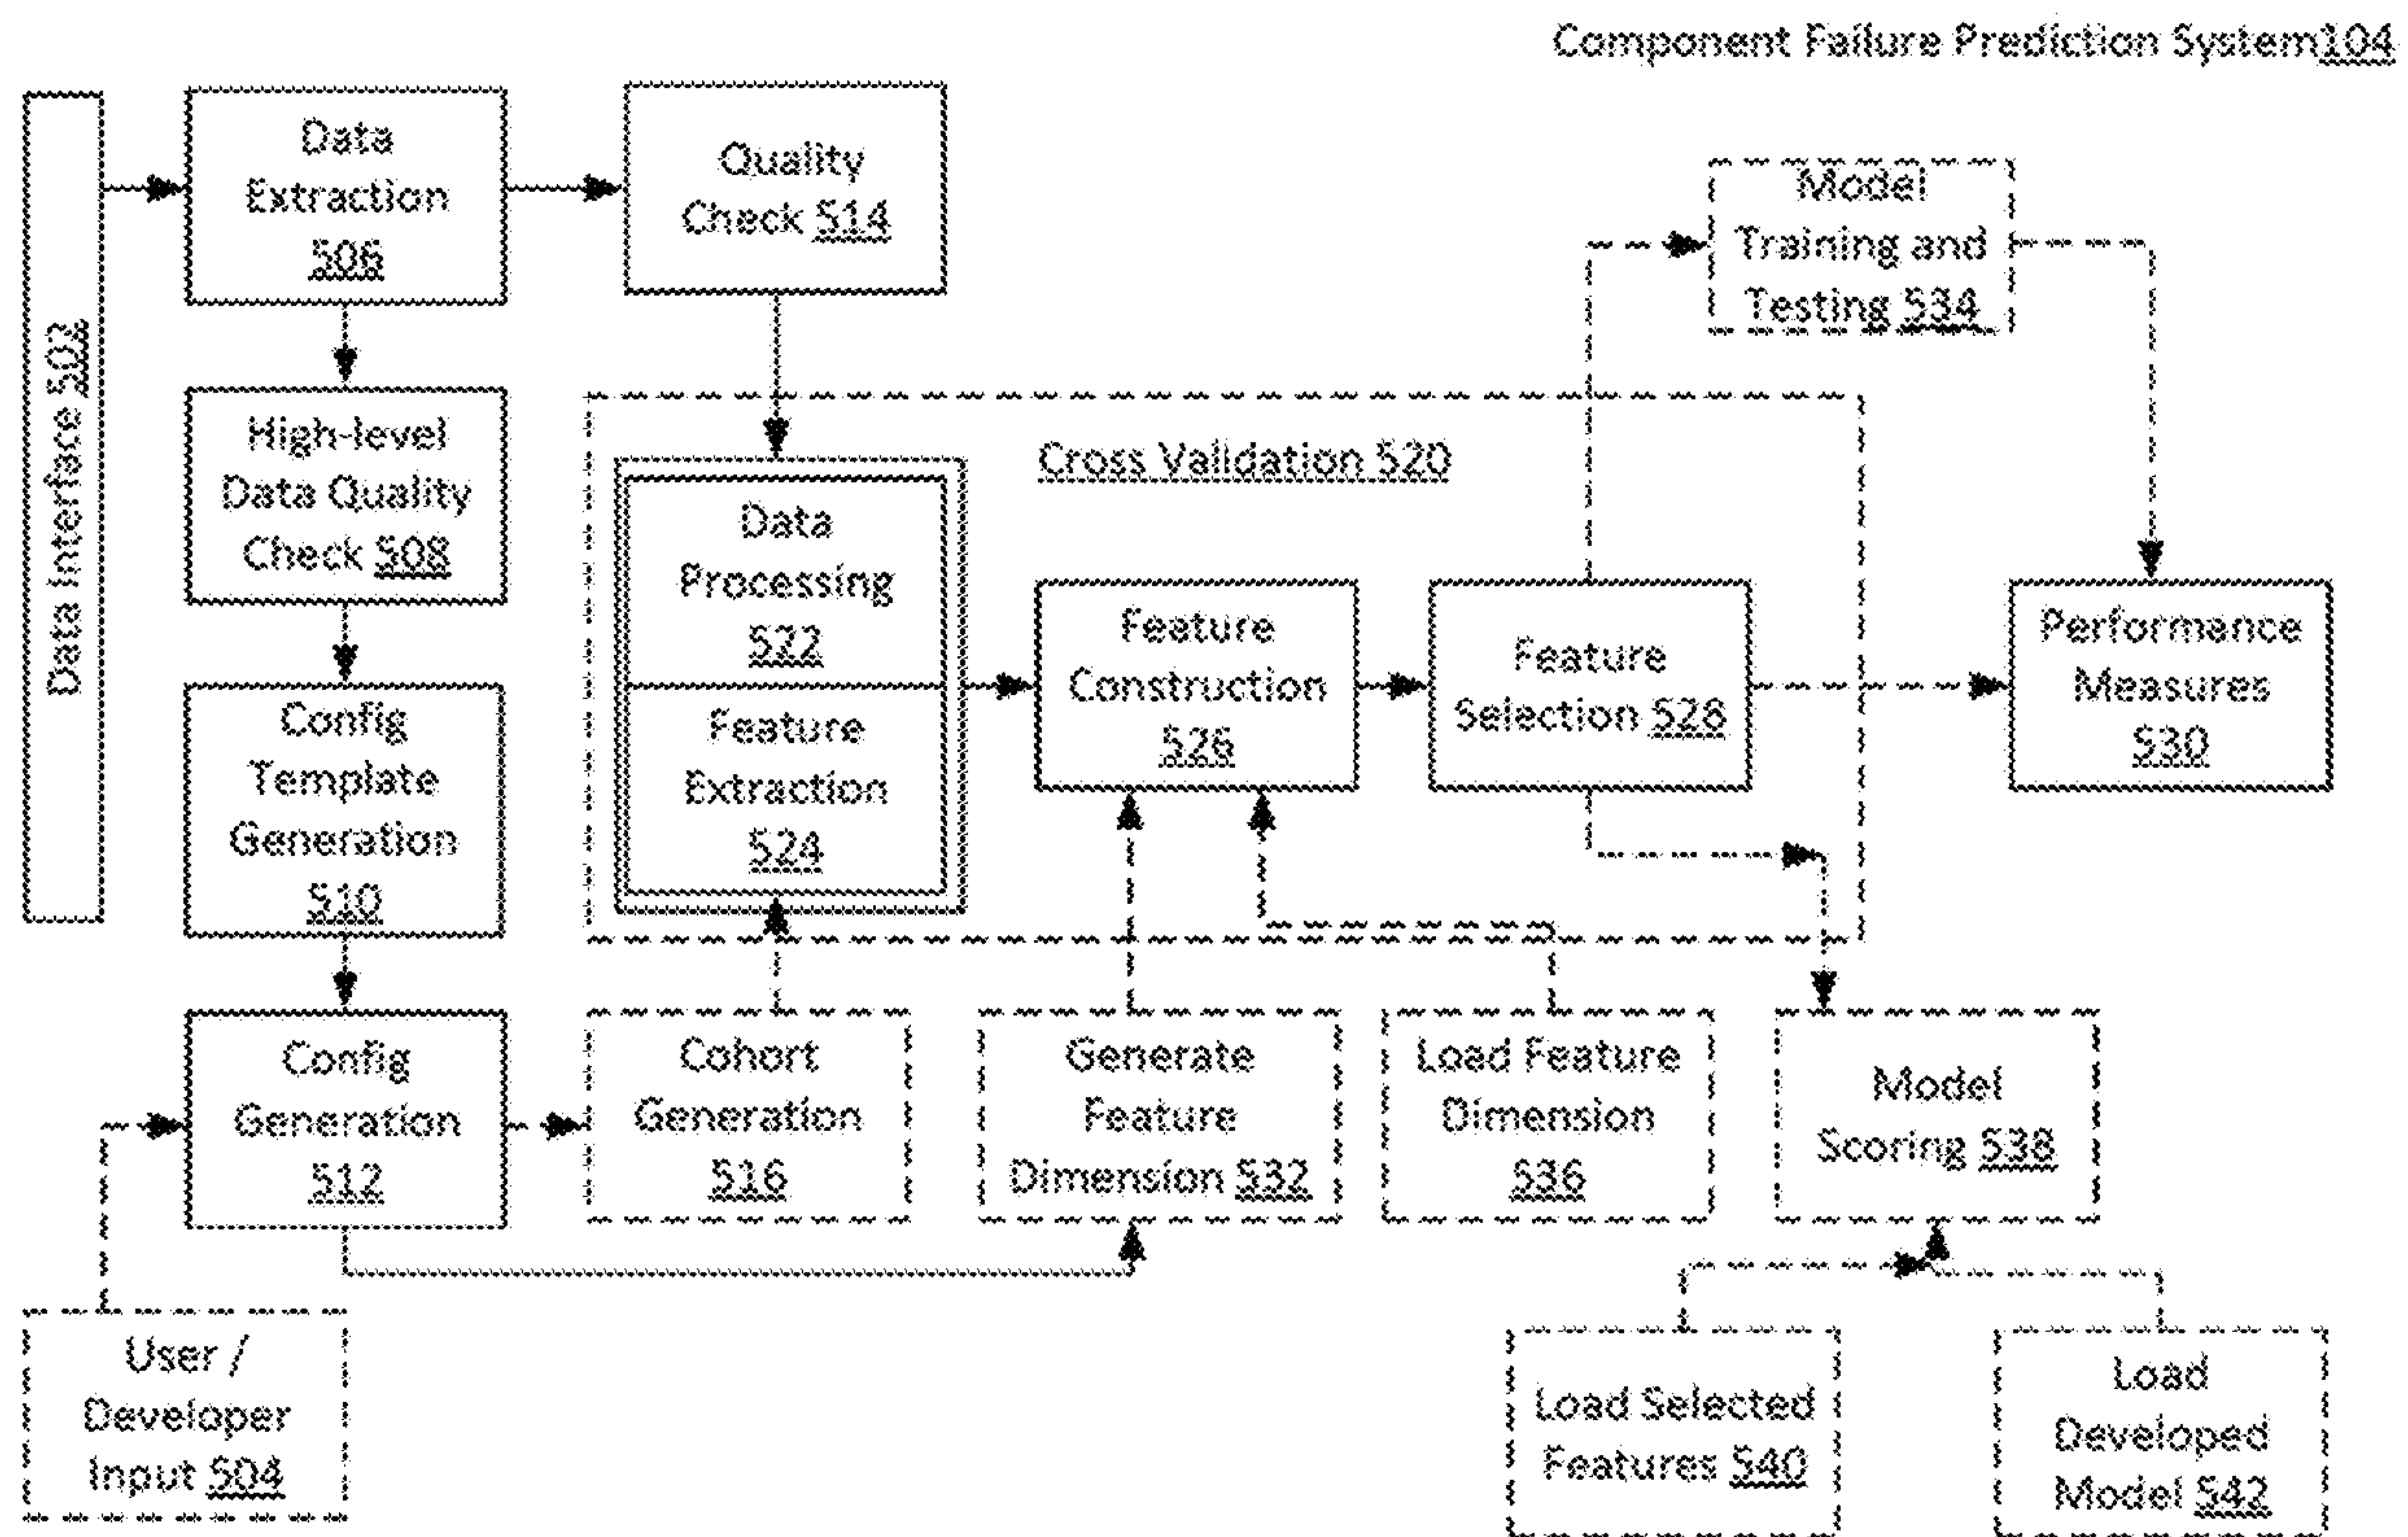 Component Failure Prediction System104
Data Interface 502
Data
Extraction
506
Quality
Check 514
Model
Training and
Testing 534
High-level
Data Quality
Check 508
Cross Validation 520
Data
Processing
522
Feature
Extraction
524
Feature
Construction
526
Feature
Selection 528
Performance
Measures
530
Config
Template
Generation
510
Config
Generation
512
Cohort
Generation
516
Generate
Feature
Dimension 532
Load Feature
Dimension
536
Model
Scoring 538
User /
Developer
Input 504
Load Selected
Features 540
Load
Developed
Model 542